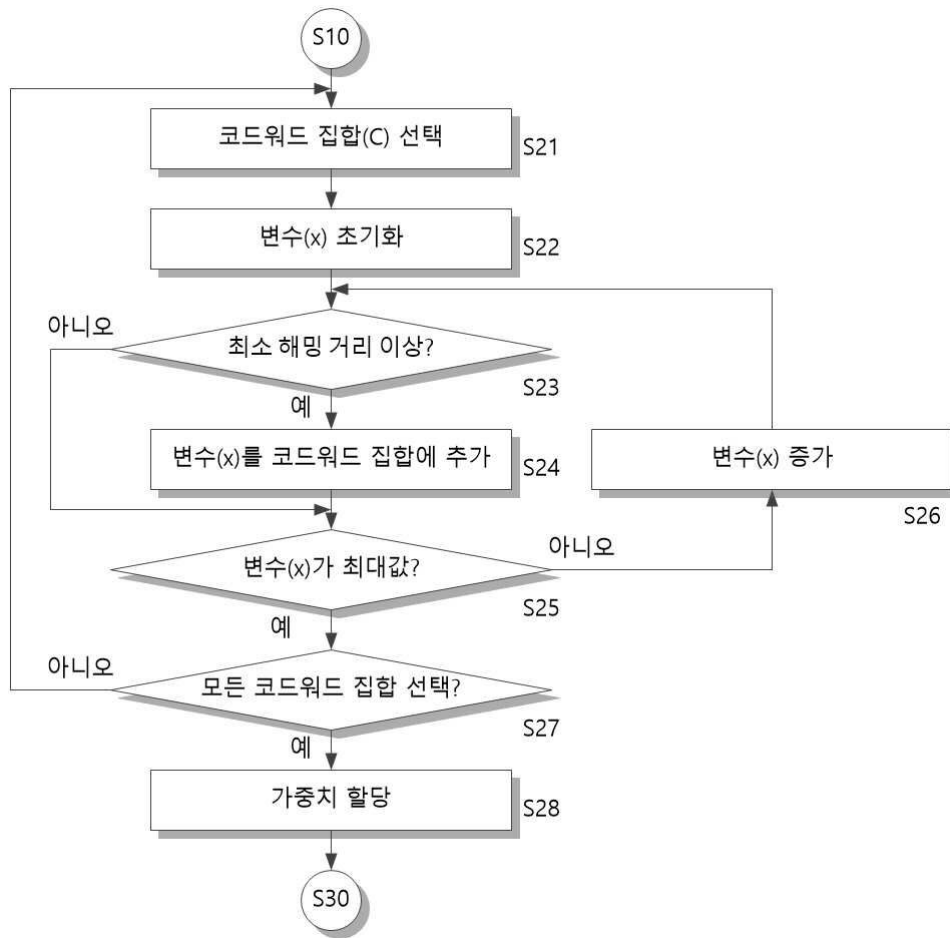 S10
코드워드 집합(C) 선택
S21
변수(x) 초기화
S22
아니오
최소 해밍 거리 이상?
S23
예
변수(x)를 코드워드 집합에 추가
S24
변수(x) 증가
S26
변수(x)가 최대값?
아니오
S25
예
아니오
모든 코드워드 집합 선택?
S27
예
가중치 할당
S28
S30